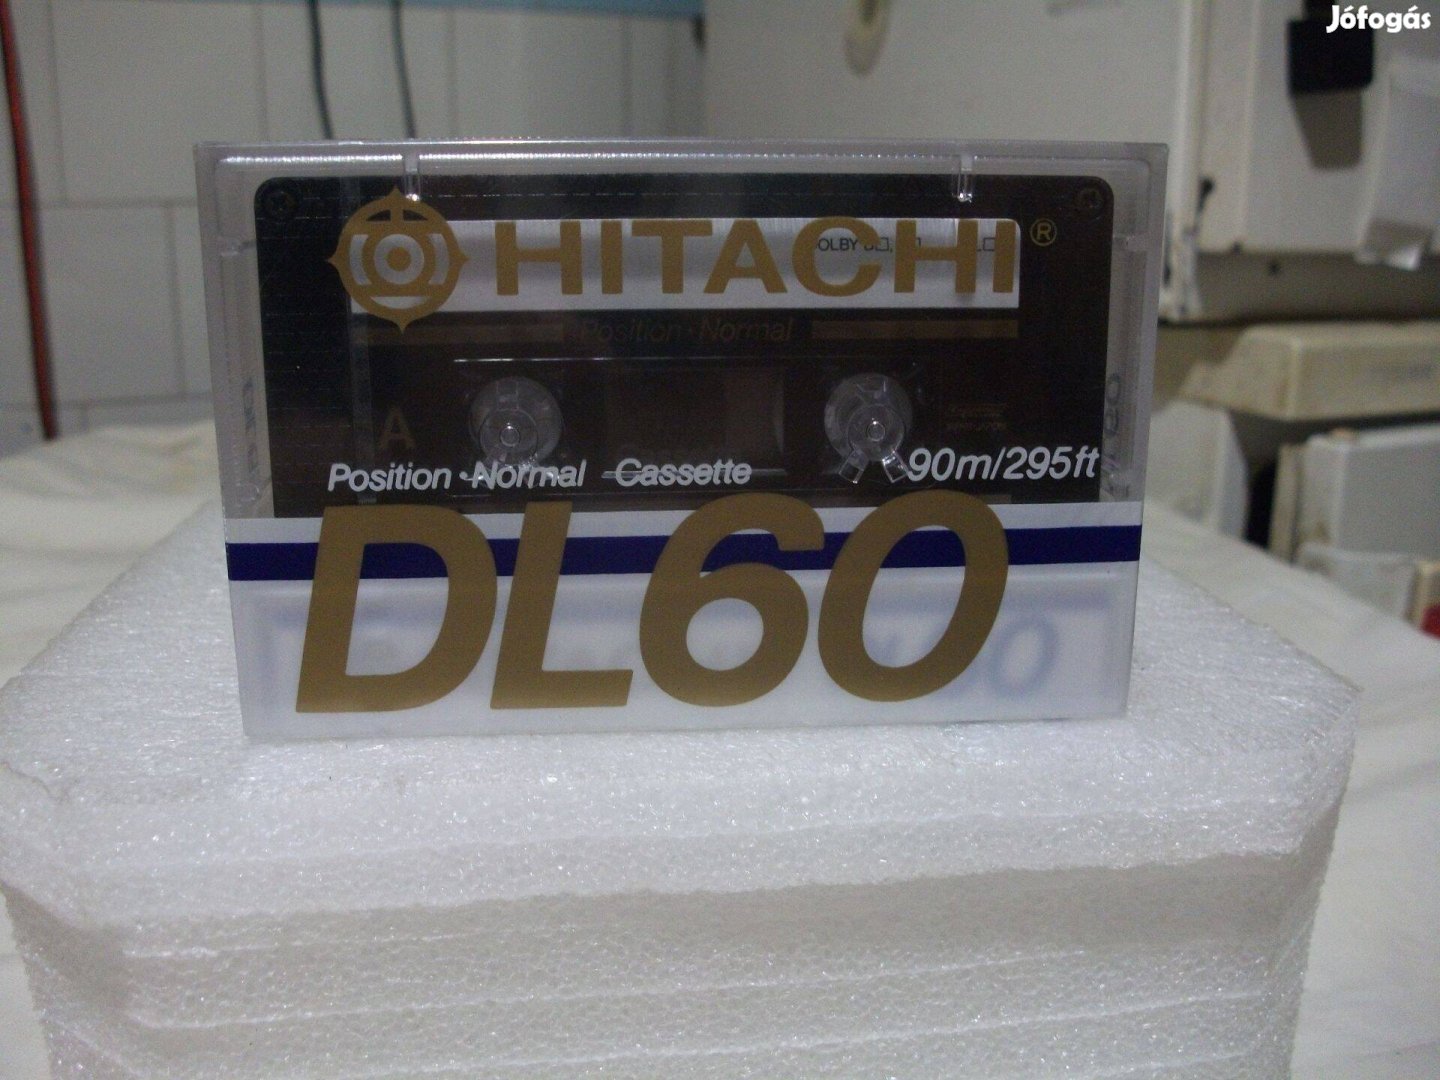 Jófogás
HITACHI®
DOLBY
Position·Normal
A
Position·Normal Cassette 90m/295ft
DL60